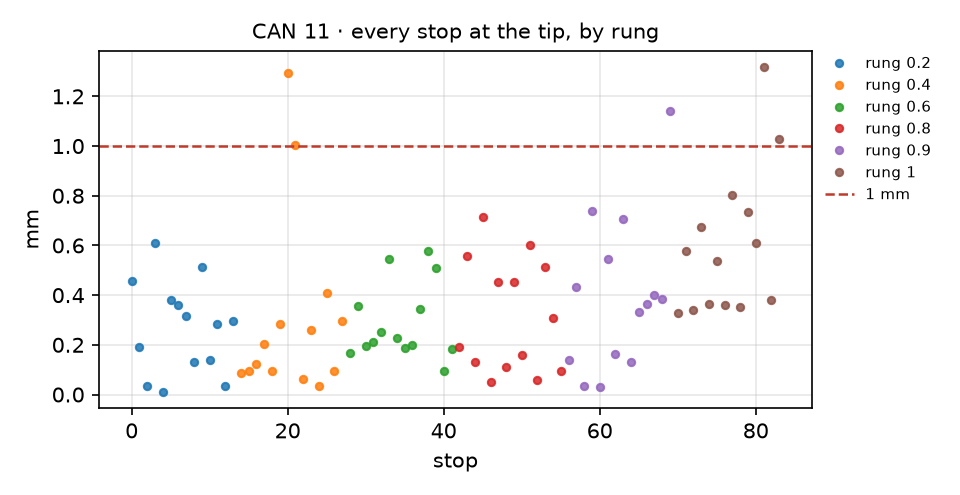 CAN 11 · every stop at the tip, by rung
mm
1.2
1.0
0.8
0.6
0.4
0.2
0.0
0 20 40 60 80
stop
rung 0.2
rung 0.4
rung 0.6
rung 0.8
rung 0.9
rung 1
1 mm